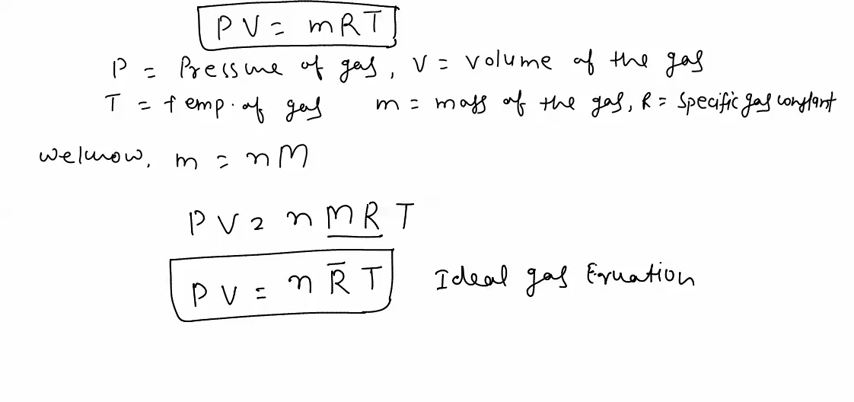 PV = mRT
P = Pressure of gas, V = volume of the gas
T = temp. of gas m = mass of the gas, R = Specific gas constant
we know, m = nM
PV = nMRT
PV = nR̅T Ideal gas Equation